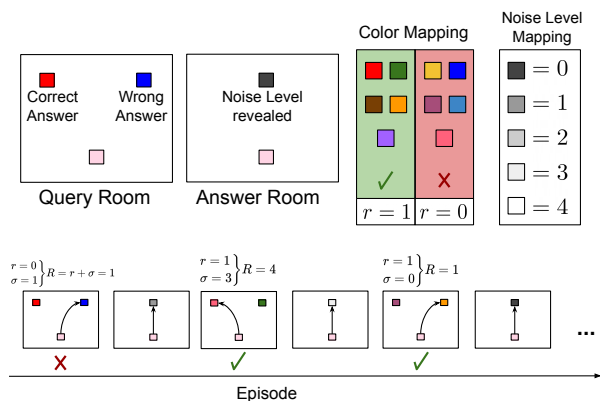 Color Mapping
Noise Level
Mapping
Correct
Answer
Wrong
Answer
Noise Level
revealed
Query Room
Answer Room
✓
✗
r = 1
r = 0
= 0
= 1
= 2
= 3
= 4
r = 0
σ = 1
R = r + σ = 1
r = 1
σ = 3
R = 4
r = 1
σ = 0
R = 1
...
✗
✓
✓
Episode